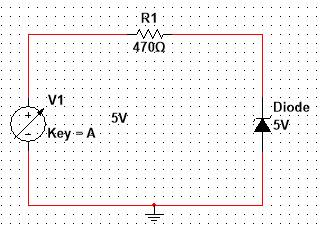 R1
470Ω
V1
+
5V
Key = A
Diode
5V